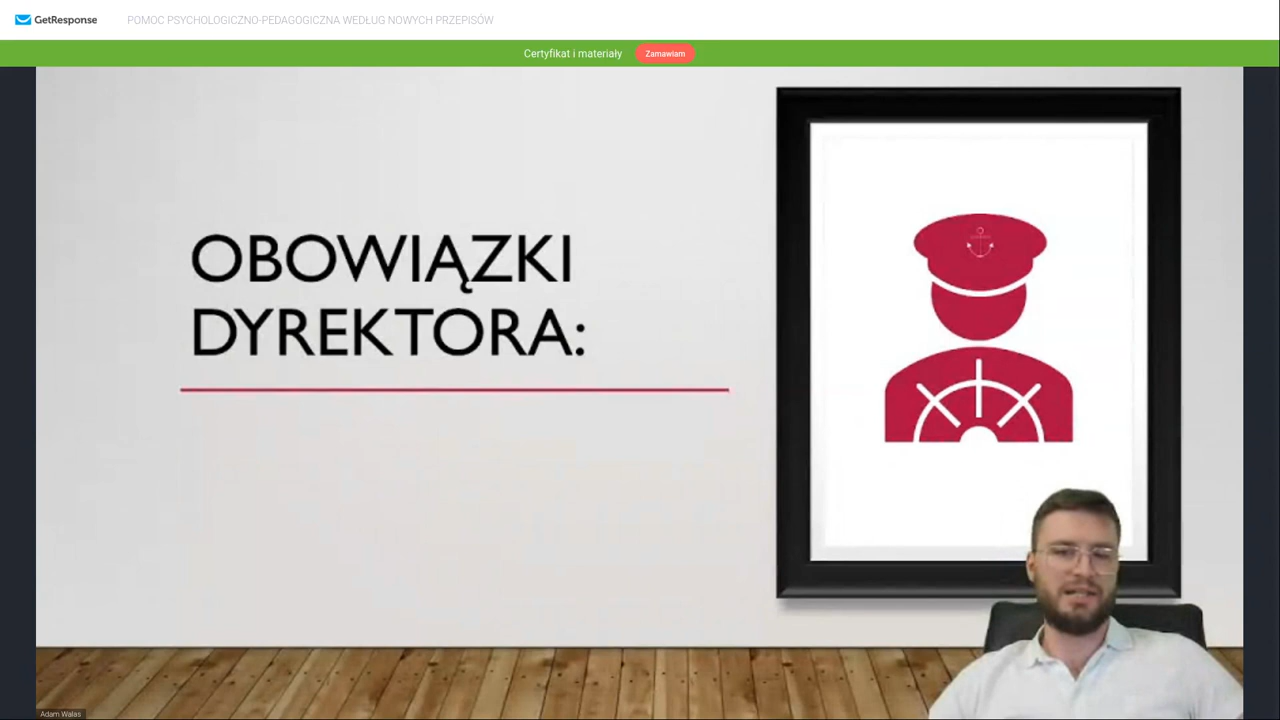 GetResponse
POMOC PSYCHOLOGICZNO-PEDAGOGICZNA WEDŁUG NOWYCH PRZEPISÓW
Certyfikat i materiały
Zamawiam
OBOWIĄZKI
DYREKTORA:
Adam Walas